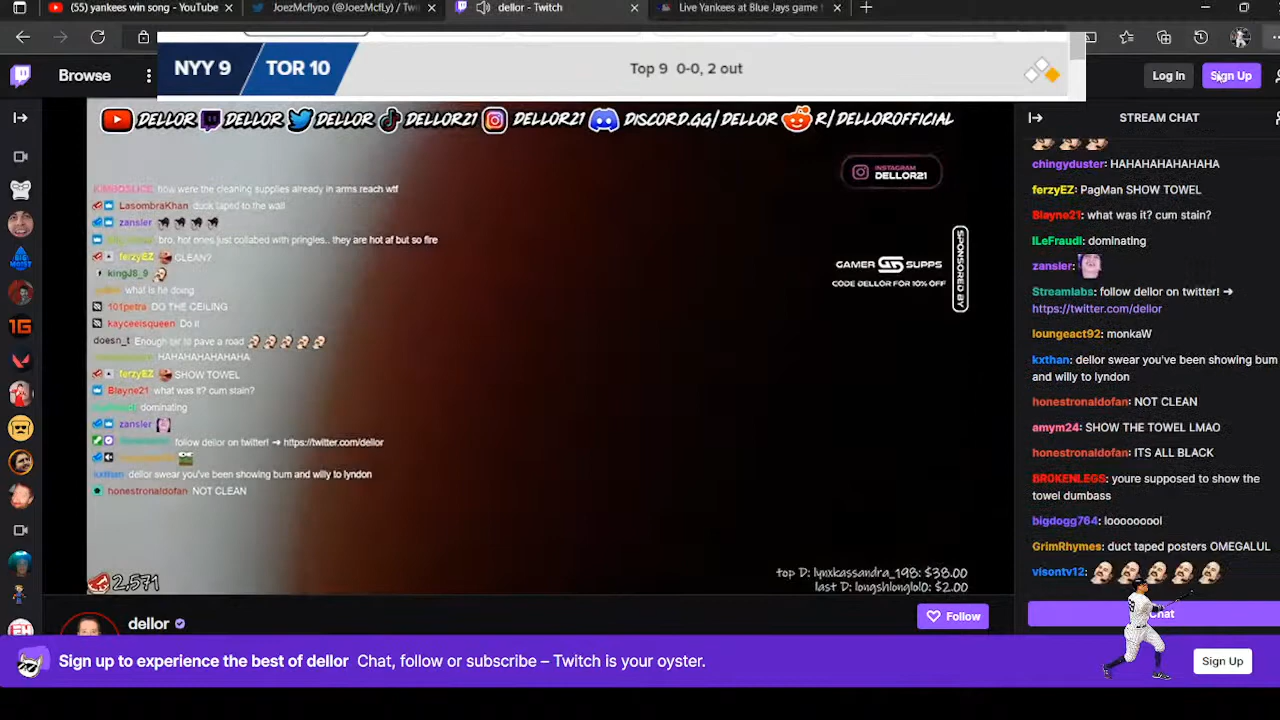 (55) yankees win song - YouTube
JoezMcflypo (@JoezMcFLy) / Twi
dellor - Twitch
Live Yankees at Blue Jays game f
NYY 9
TOR 10
Top 9 0-0, 2 out
Browse
Log In
Sign Up
DELLOR
DELLOR
DELLOR
DELLOR21
DELLOR21
DISCORD.GG/DELLOR
R/DELLOROFFICIAL
INSTAGRAM
DELLOR21
GAMER SUPPS
CODE DELLOR FOR 10% OFF
SPONSORED BY
KIMBOSLICE: how were the cleaning supplies already in arms reach wtf
LasombraKhan duck taped to the wall
zansler
bro, hot ones just collabed with pringles.. they are hot af but so fire
ferzyEZ CLEAN?
kingJ8_9
what is he doing
101petra DO THE CEILING
kayceeisqueen Do it
doesn_t Enough tar to pave a road
HAHAHAHAHAHA
ferzyEZ SHOW TOWEL
Blayne21 what was it? cum stain?
dominating
zansler
follow dellor on twitter! ➜ https://twitter.com/dellor
kxthan dellor swear you've been showing bum and willy to lyndon
honestronaldofan NOT CLEAN
2,571
top D: lynxkassandra_198: $38.00
last D: longshlonglol0: $2.00
STREAM CHAT
chingyduster: HAHAHAHAHAHA
ferzyEZ: PagMan SHOW TOWEL
Blayne21: what was it? cum stain?
ILeFraudI: dominating
zansler:
Streamlabs: follow dellor on twitter! ➜
https://twitter.com/dellor
loungeact92: monkaW
kxthan: dellor swear you've been showing bum
and willy to lyndon
honestronaldofan: NOT CLEAN
amym24: SHOW THE TOWEL LMAO
honestronaldofan: ITS ALL BLACK
BR0KENLEGS: youre supposed to show the
towel dumbass
bigdogg764: looooooool
GrimRhymes: duct taped posters OMEGALUL
visontv12:
Chat
dellor
Follow
Sign up to experience the best of dellor Chat, follow or subscribe – Twitch is your oyster.
Sign Up